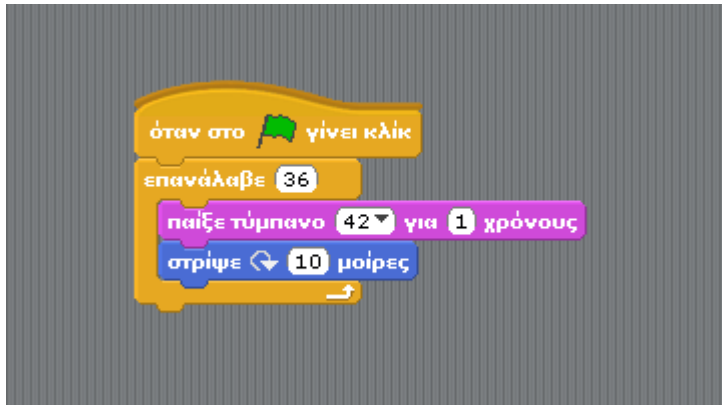 όταν στο γίνει κλίκ
επανάλαβε 36
παίξε τύμπανο 42 για 1 χρόνους
στρίψε 10 μοίρες